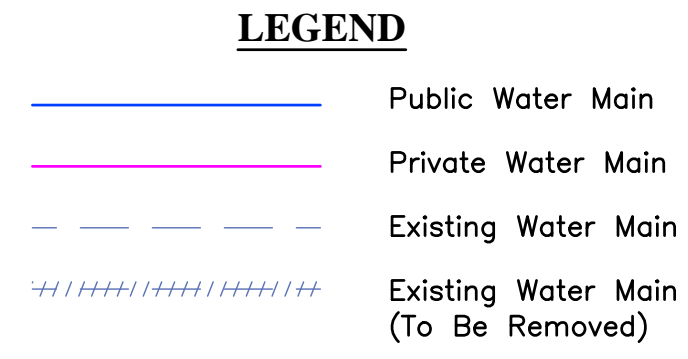 LEGEND
Public Water Main
Private Water Main
Existing Water Main
Existing Water Main
(To Be Removed)